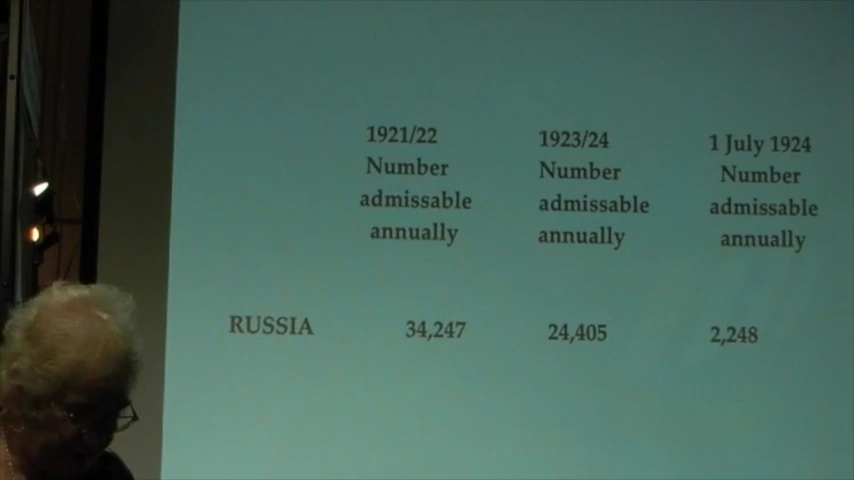 1921/22 1923/24 1 July 1924
Number Number Number
admissable admissable admissable
annually annually annually
RUSSIA 34,247 24,405 2,248